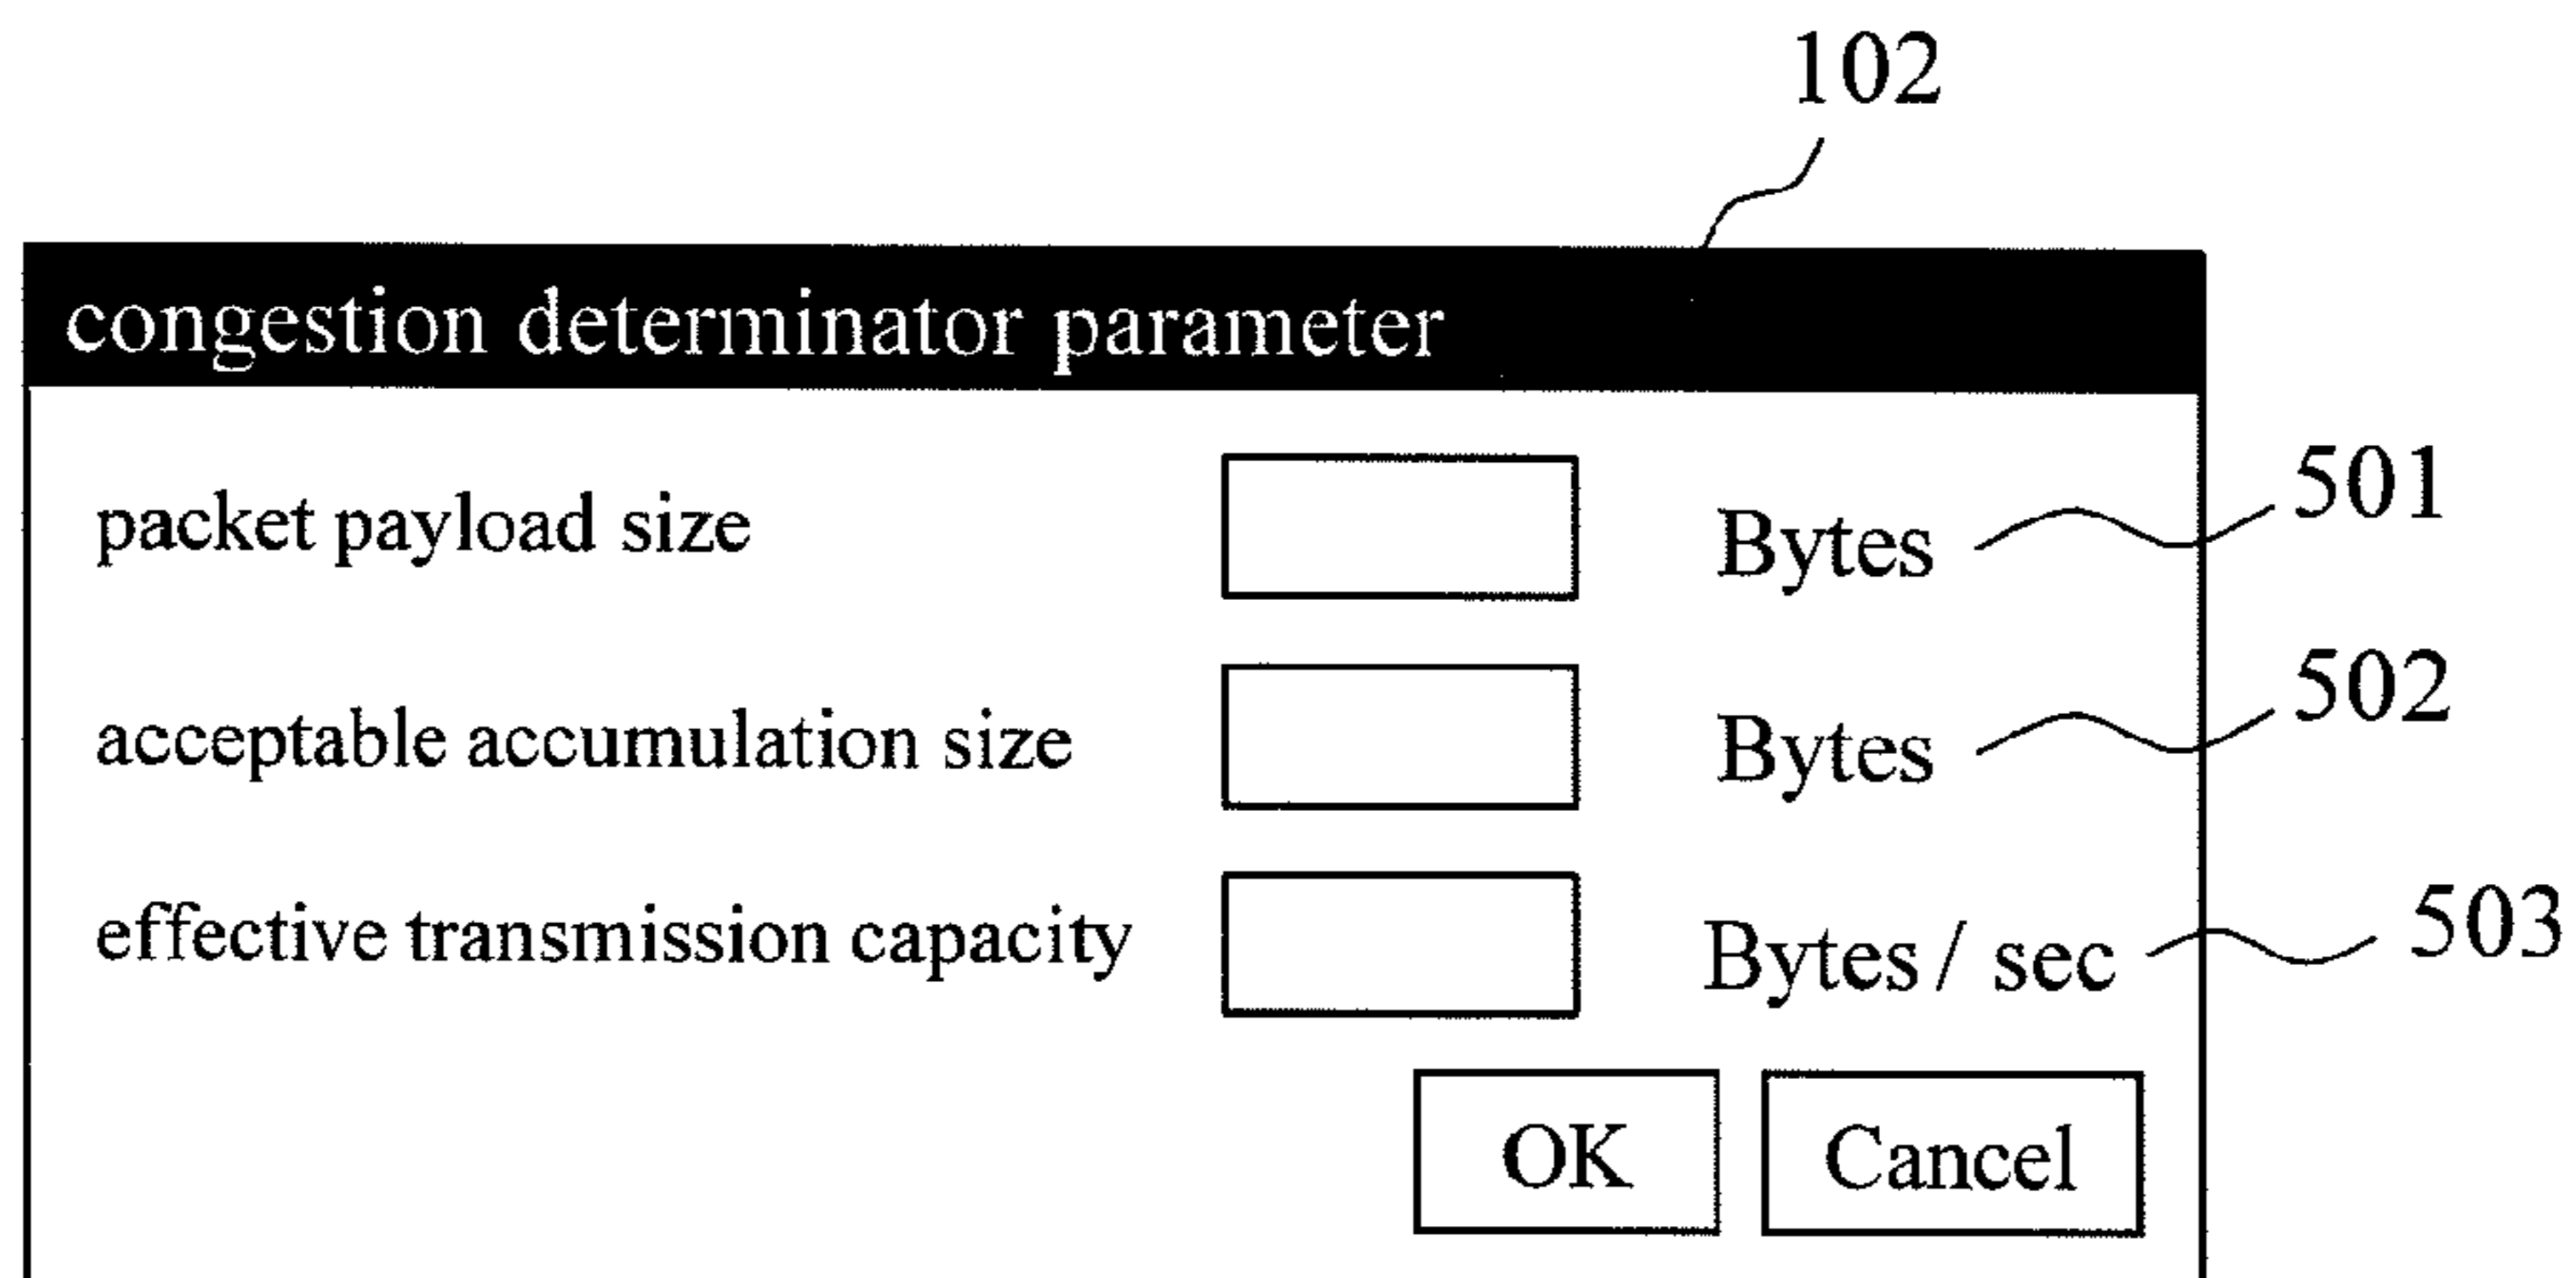 102
congestion determinator parameter
packet payload size Bytes 501
acceptable accumulation size Bytes 502
effective transmission capacity Bytes / sec 503
OK Cancel